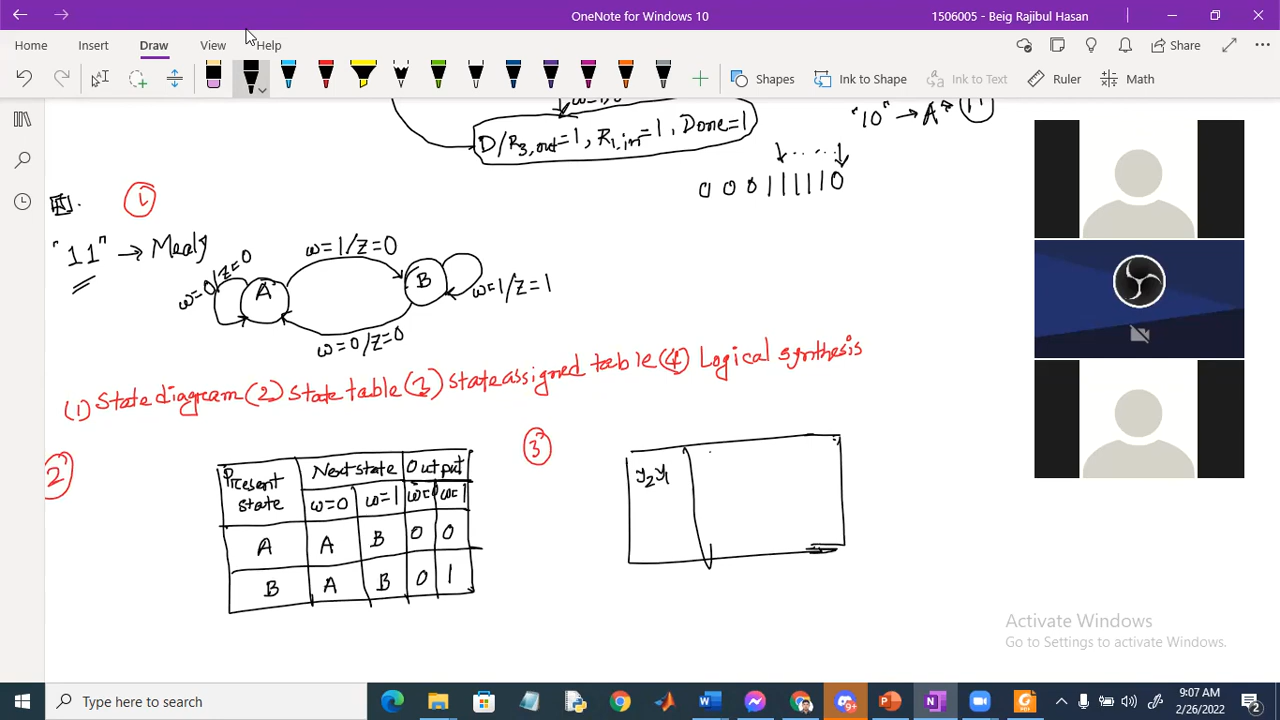 OneNote for Windows 10
1506005 - Beig Rajibul Hasan
Home Insert Draw View Help
Share
Shapes Ink to Shape Ink to Text Ruler Math
D/R3,out=1, R1,in=1, Done=1
"10" → A → 11
0 0 0 1 1 1 1 1 0
1
"11" → Mealy
w=0/z=0
w=1/z=0
A
B
w=1/z=1
w=0/z=0
(1) State diagram (2) State table (3) State assigned table (4) Logical synthesis
2
3
Present state Next state Output
w=0 w=1 w=0 w=1
A A B 0 0
B A B 0 1
y2y1
Activate Windows
Go to Settings to activate Windows.
Type here to search
9+
9:07 AM
2/26/2022
2